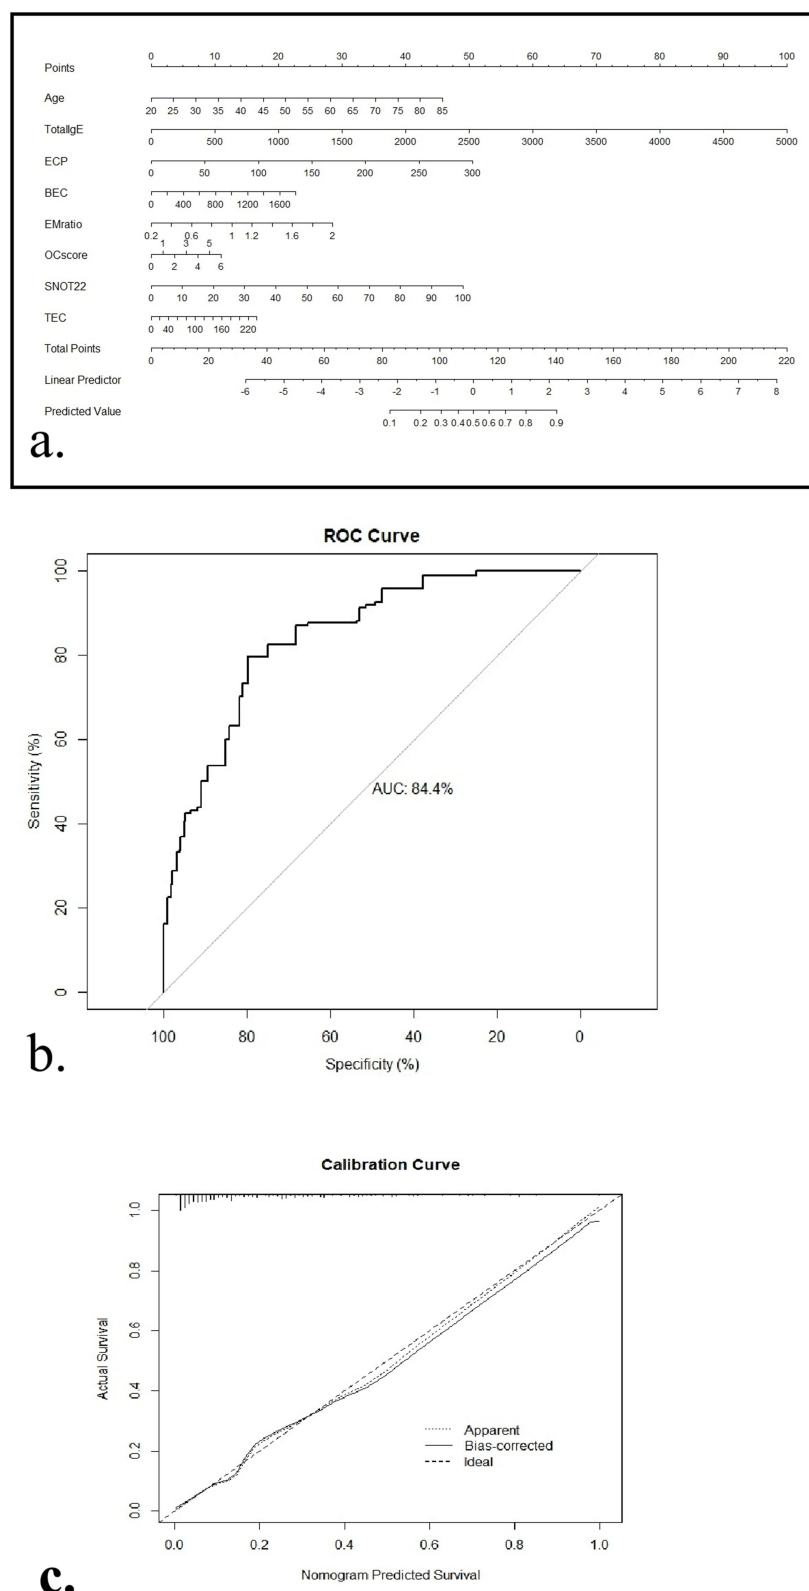 0 10 20 30 40 50 60 70 80 90 100
Points
Age
20 25 30 35 40 45 50 55 60 65 70 75 80 85
TotalIgE
0 500 1000 1500 2000 2500 3000 3500 4000 4500 5000
ECP
0 50 100 150 200 250 300
BEC
0 400 800 1200 1600
EMratio
0.2 0.6 1 1.2 1.6 2
1 3 5
OCscore
0 2 4 6
SNOT22
0 10 20 30 40 50 60 70 80 90 100
TEC
0 40 100 160 220
Total Points
0 20 40 60 80 100 120 140 160 180 200 220
Linear Predictor
-6 -5 -4 -3 -2 -1 0 1 2 3 4 5 6 7 8
Predicted Value
0.1 0.2 0.3 0.4 0.5 0.6 0.7 0.8 0.9
a.
ROC Curve
Sensitivity (%)
100
80
60
40
20
0
AUC: 84.4%
100 80 60 40 20 0
Specificity (%)
b.
Calibration Curve
Actual Survival
1.0
0.8
0.6
0.4
0.2
0.0
Apparent
Bias-corrected
Ideal
0.0 0.2 0.4 0.6 0.8 1.0
Nomogram Predicted Survival
c.